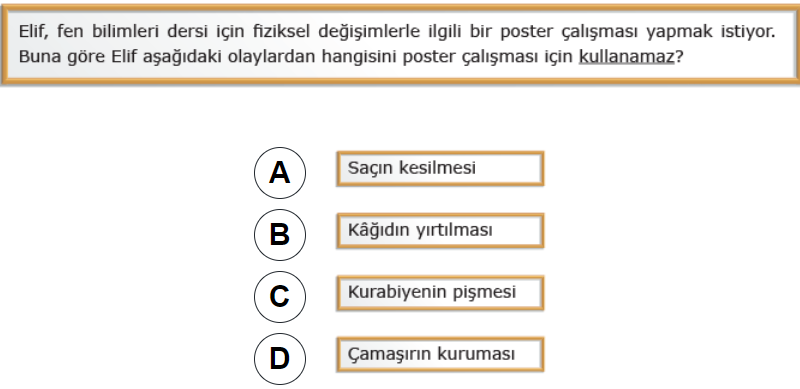 Elif, fen bilimleri dersi için fiziksel değişimlerle ilgili bir poster çalışması yapmak istiyor.
Buna göre Elif aşağıdaki olaylardan hangisini poster çalışması için kullanamaz?
A Saçın kesilmesi
B Kâğıdın yırtılması
C Kurabiyenin pişmesi
D Çamaşırın kuruması